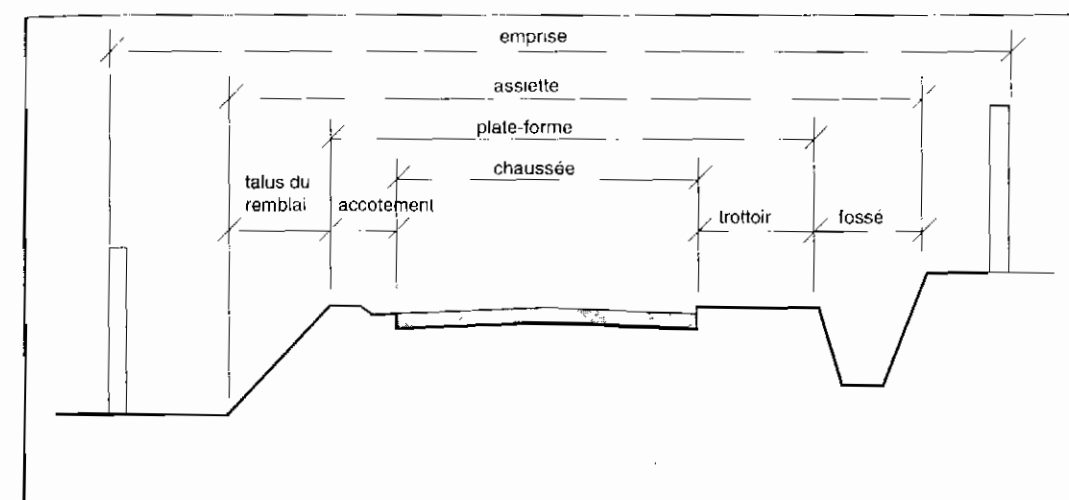 emprise
assiette
plate-forme
chaussée
talus du
remblai
accotement
trottoir
fossé